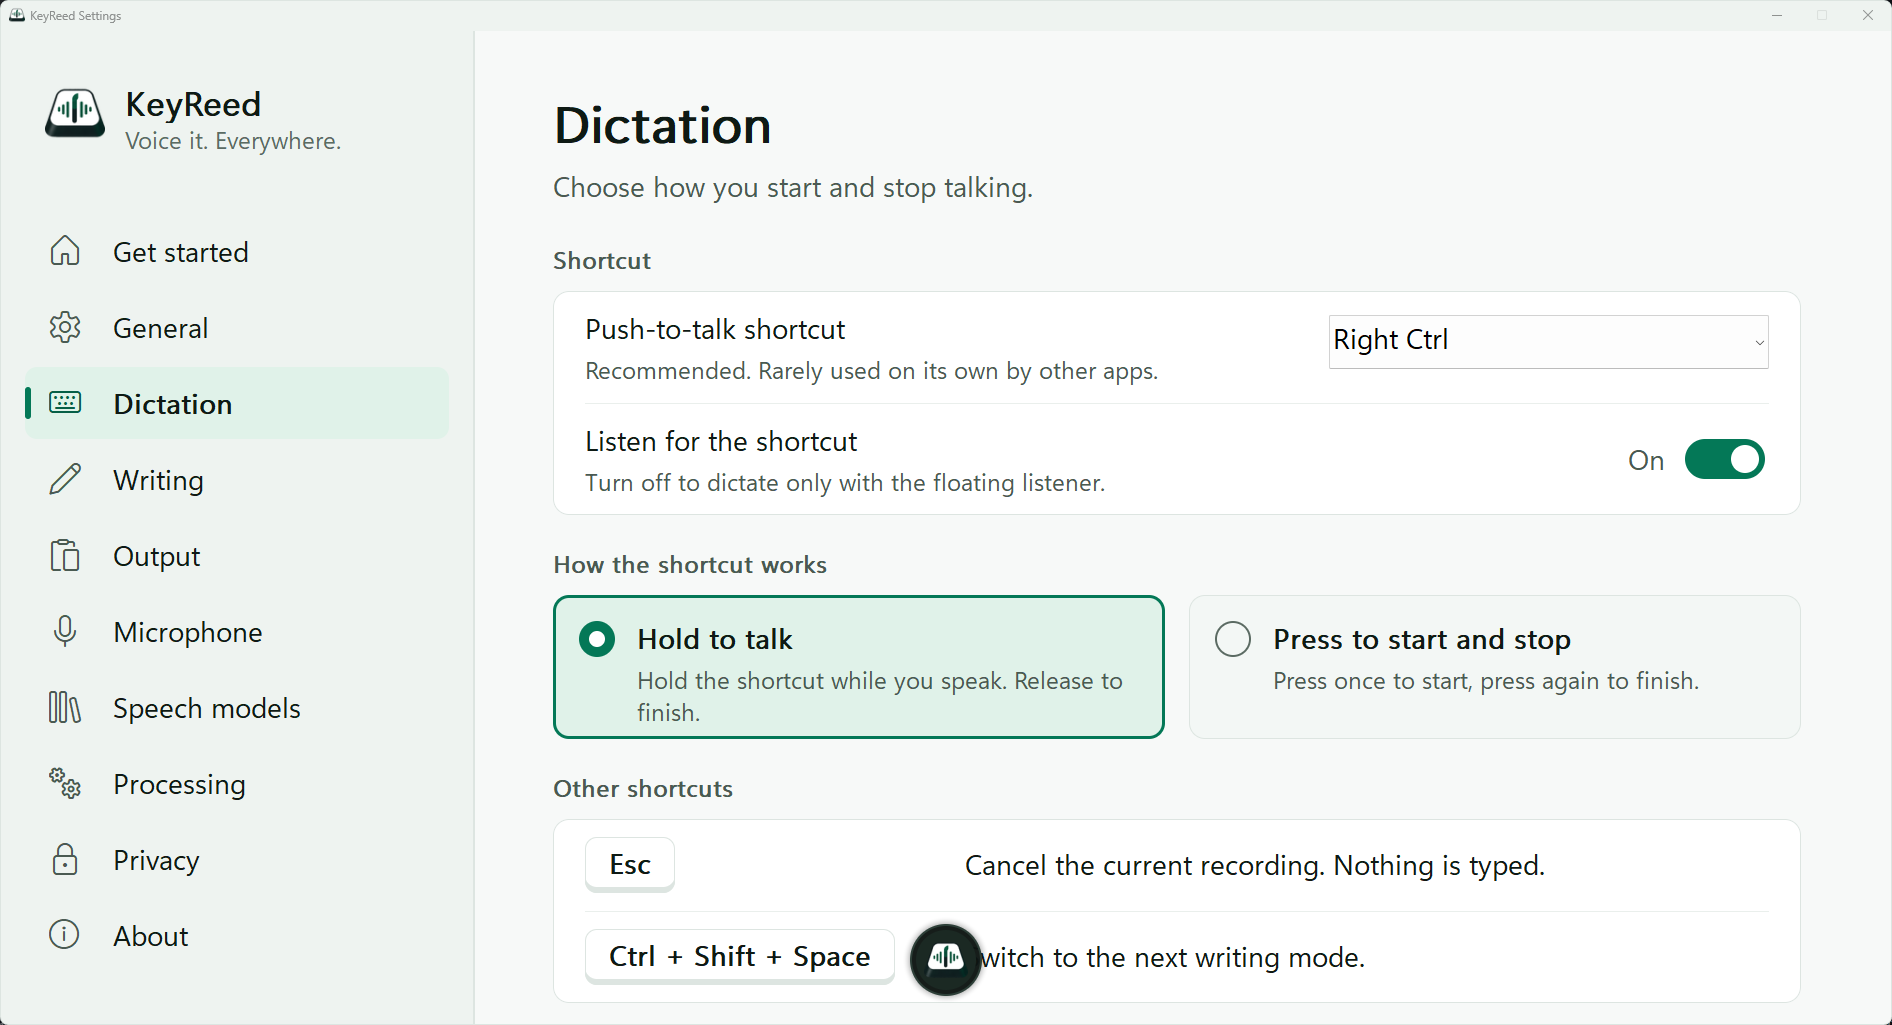 KeyReed Settings
KeyReed
Voice it. Everywhere.
Get started
General
Dictation
Writing
Output
Microphone
Speech models
Processing
Privacy
About
Dictation
Choose how you start and stop talking.
Shortcut
Push-to-talk shortcut
Right Ctrl
Recommended. Rarely used on its own by other apps.
Listen for the shortcut
On
Turn off to dictate only with the floating listener.
How the shortcut works
Hold to talk
Hold the shortcut while you speak. Release to
finish.
Press to start and stop
Press once to start, press again to finish.
Other shortcuts
Esc
Cancel the current recording. Nothing is typed.
Ctrl + Shift + Space
witch to the next writing mode.